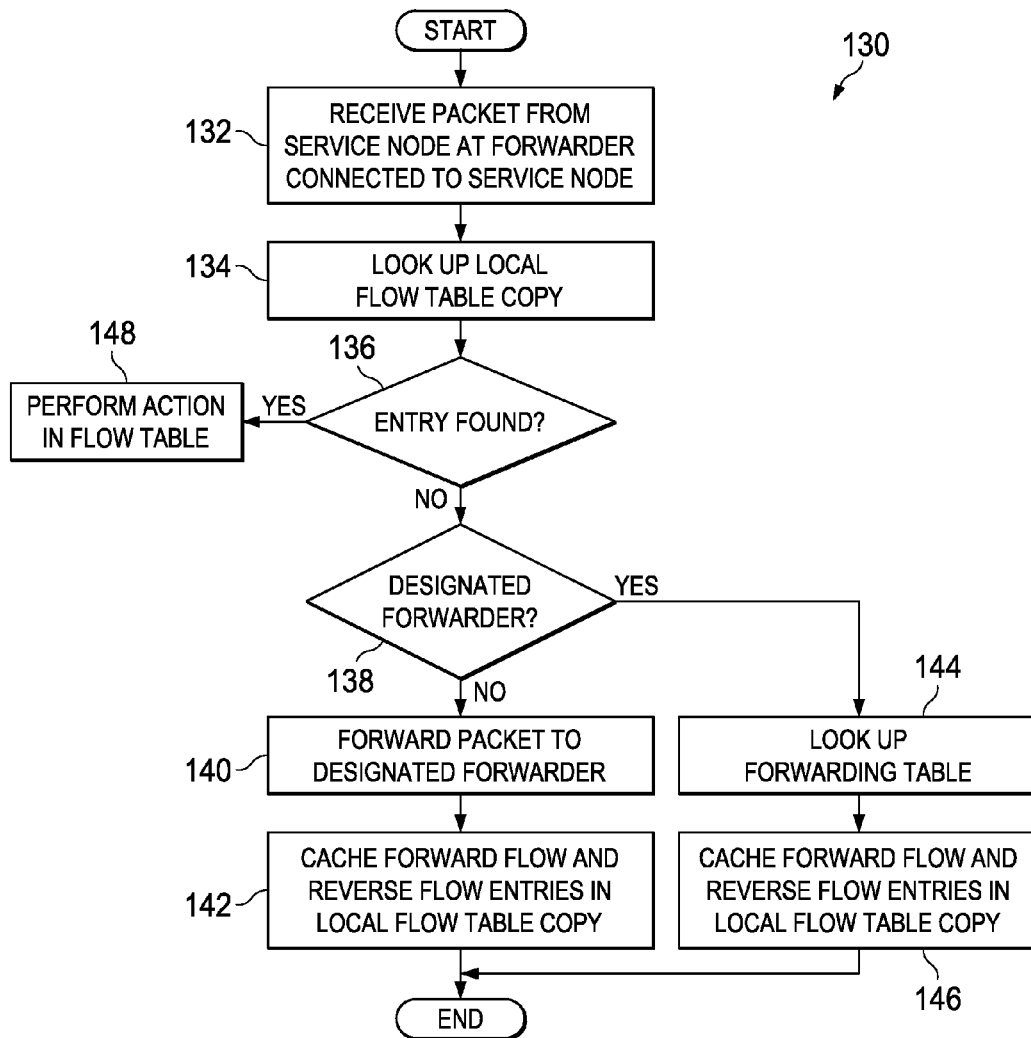 START
130
132
RECEIVE PACKET FROM
SERVICE NODE AT FORWARDER
CONNECTED TO SERVICE NODE
134
LOOK UP LOCAL
FLOW TABLE COPY
148
136
PERFORM ACTION
IN FLOW TABLE
YES
ENTRY FOUND?
NO
DESIGNATED
FORWARDER?
YES
138
NO
144
140
FORWARD PACKET TO
DESIGNATED FORWARDER
LOOK UP
FORWARDING TABLE
142
CACHE FORWARD FLOW AND
REVERSE FLOW ENTRIES IN
LOCAL FLOW TABLE COPY
CACHE FORWARD FLOW AND
REVERSE FLOW ENTRIES IN
LOCAL FLOW TABLE COPY
146
END